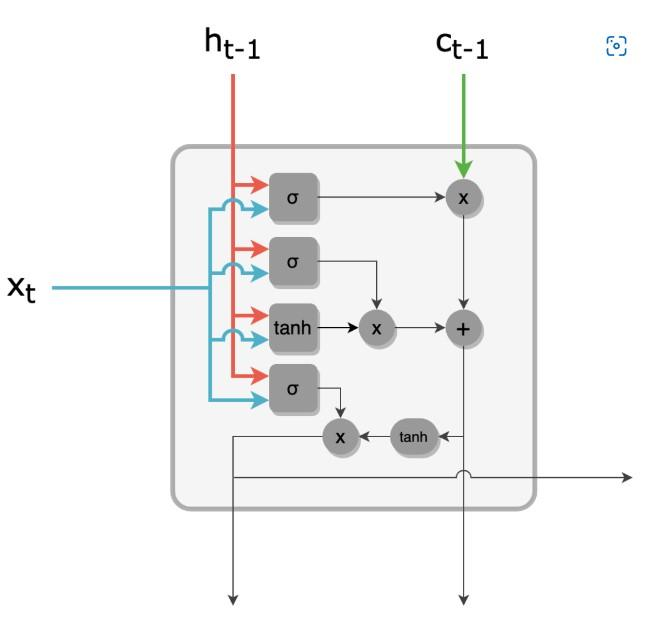 h_{t-1}
c_{t-1}
σ
x
σ
x_t
tanh
x
+
σ
x
tanh